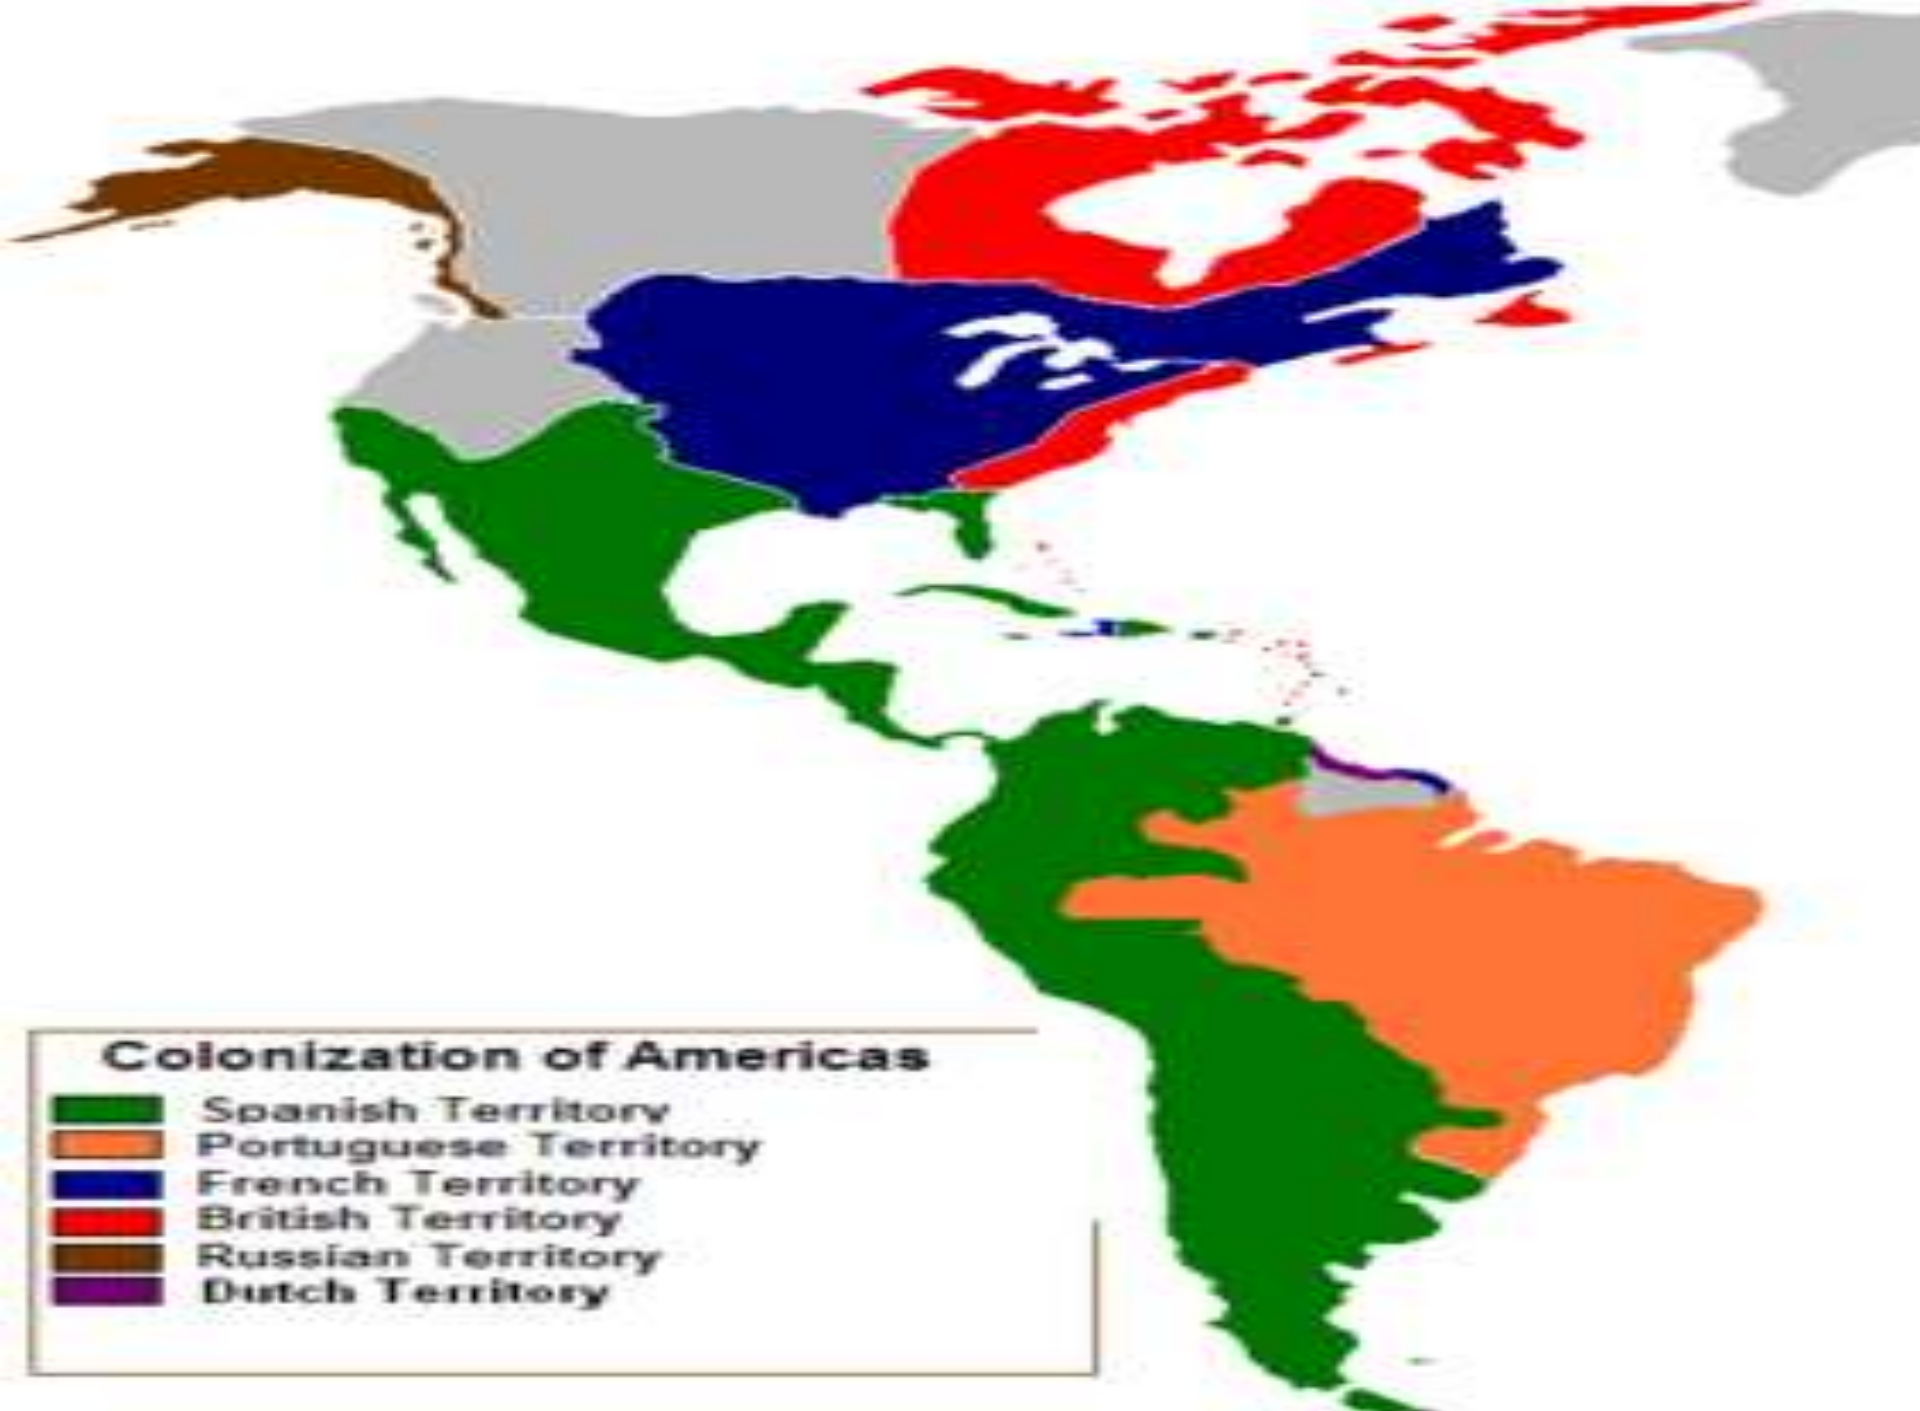 Colonization of Americas
Spanish Territory
Portuguese Territory
French Territory
British Territory
Russian Territory
Dutch Territory